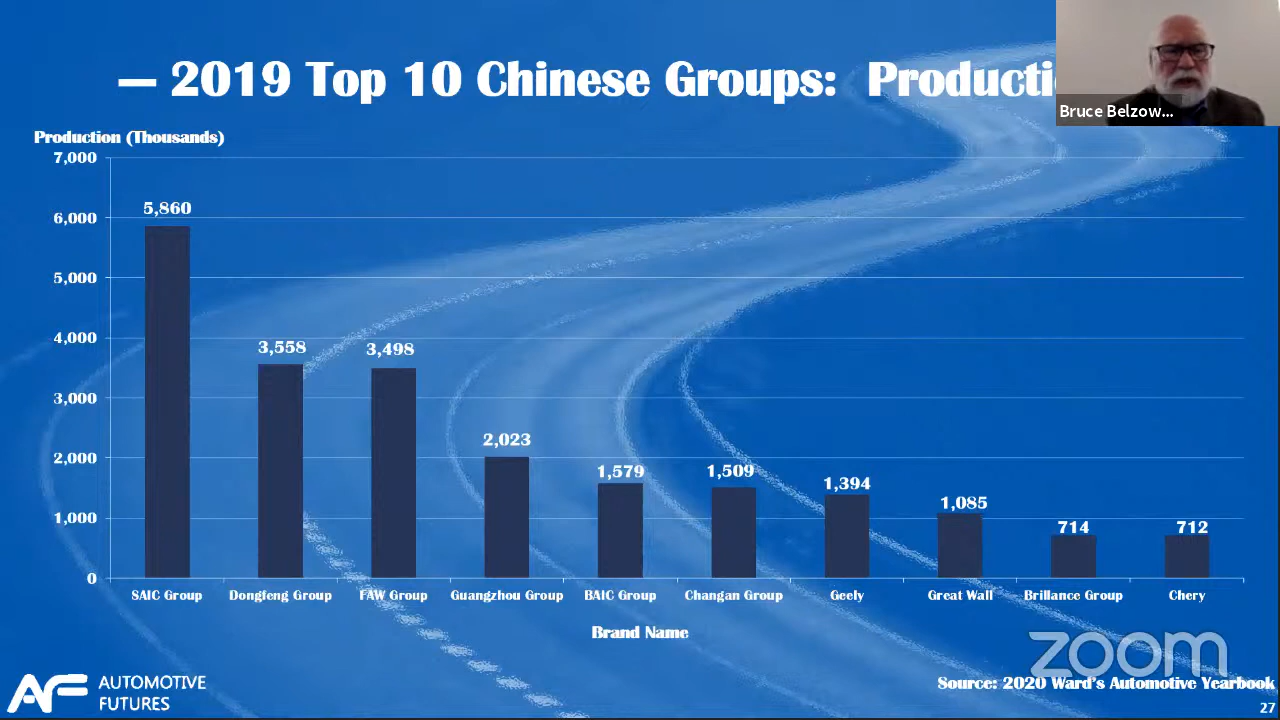 — 2019 Top 10 Chinese Groups: Producti
Bruce Belzow...
Production (Thousands)
7,000
6,000
5,000
4,000
3,000
2,000
1,000
0
5,860
3,558
3,498
2,023
1,579
1,509
1,394
1,085
714
712
SAIC Group
Dongfeng Group
FAW Group
Guangzhou Group
BAIC Group
Changan Group
Geely
Great Wall
Brillance Group
Chery
Brand Name
zoom
AF AUTOMOTIVE
FUTURES
Source: 2020 Ward's Automotive Yearbook
27